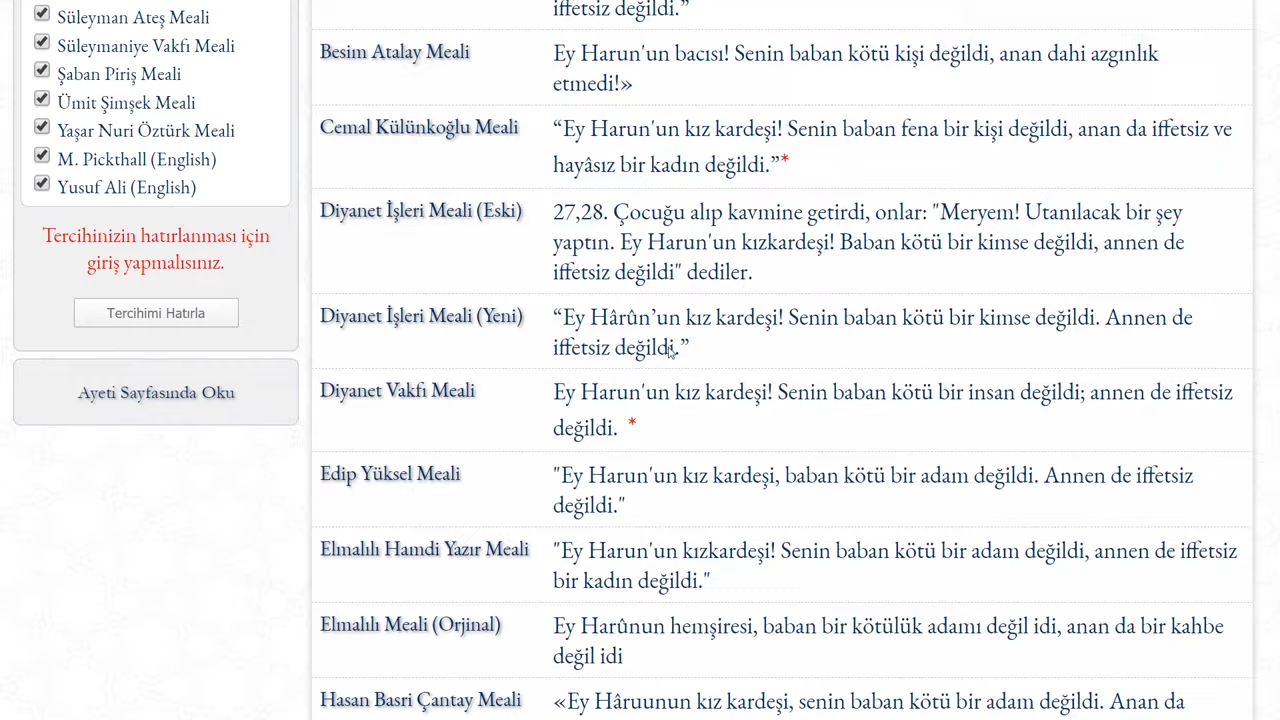 Süleyman Ateş Meali
Süleymaniye Vakfı Meali
Şaban Piriş Meali
Ümit Şimşek Meali
Yaşar Nuri Öztürk Meali
M. Pickthall (English)
Yusuf Ali (English)
Tercihinizin hatırlanması için
giriş yapmalısınız.
Tercihimi Hatırla
Ayeti Sayfasında Oku
iffetsiz değildi.”
Besim Atalay Meali
Ey Harun'un bacısı! Senin baban kötü kişi değildi, anan dahi azgınlık
etmedi!»
Cemal Külünkoğlu Meali
“Ey Harun'un kız kardeşi! Senin baban fena bir kişi değildi, anan da iffetsiz ve
hayâsız bir kadın değildi.”*
Diyanet İşleri Meali (Eski)
27,28. Çocuğu alıp kavmine getirdi, onlar: "Meryem! Utanılacak bir şey
yaptın. Ey Harun'un kızkardeşi! Baban kötü bir kimse değildi, annen de
iffetsiz değildi" dediler.
Diyanet İşleri Meali (Yeni)
“Ey Hârûn’un kız kardeşi! Senin baban kötü bir kimse değildi. Annen de
iffetsiz değildi.”
Diyanet Vakfı Meali
Ey Harun'un kız kardeşi! Senin baban kötü bir insan değildi; annen de iffetsiz
değildi. *
Edip Yüksel Meali
"Ey Harun'un kız kardeşi, baban kötü bir adam değildi. Annen de iffetsiz
değildi."
Elmalılı Hamdi Yazır Meali
"Ey Harun'un kızkardeşi! Senin baban kötü bir adam değildi, annen de iffetsiz
bir kadın değildi."
Elmalılı Meali (Orjinal)
Ey Harûnun hemşiresi, baban bir kötülük adamı değil idi, anan da bir kahbe
değil idi
Hasan Basri Çantay Meali
«Ey Hâruunun kız kardeşi, senin baban kötü bir adam değildi. Anan da